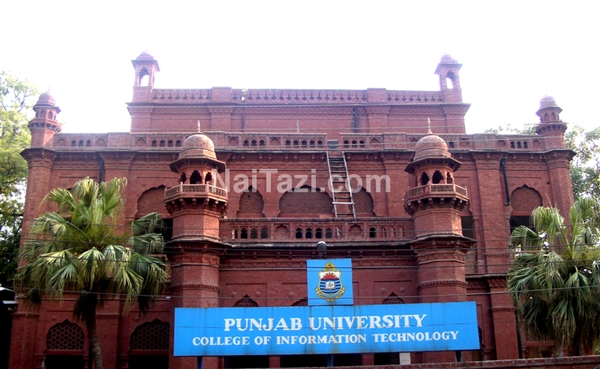 NaiTazi.com
PUNJAB UNIVERSITY
COLLEGE OF INFORMATION TECHNOLOGY